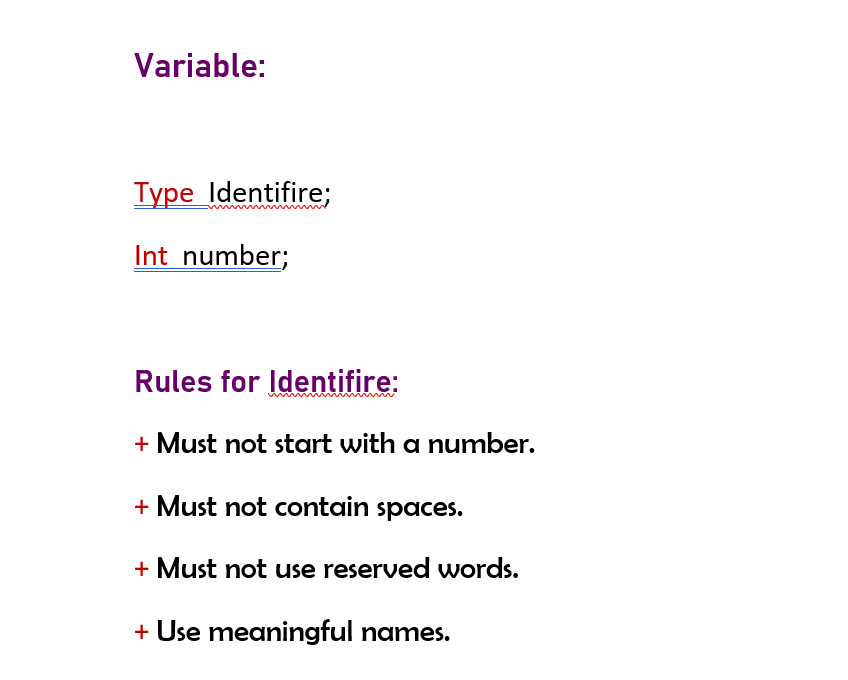 Variable:
Type  Identifire;
Int  number;
Rules for Identifire:
+ Must not start with a number.
+ Must not contain spaces.
+ Must not use reserved words.
+ Use meaningful names.